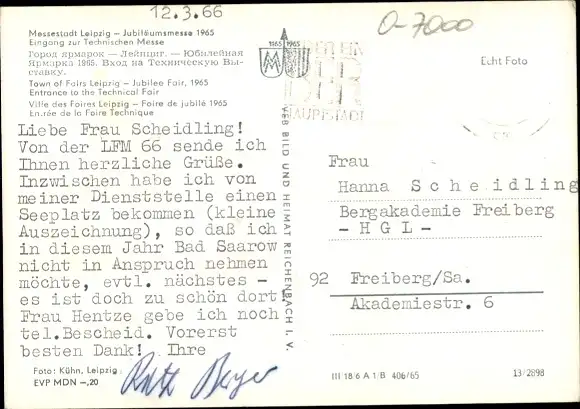 12.3.66
0-7000
Messestadt Leipzig – Jubiläumsmesse 1965
Eingang zur Technischen Messe
Город ярмарок — Лейпциг. — Юбилейная
Ярмарка 1965. Вход на Техническую Вы-
ставку.
Town of Fairs Leipzig – Jubilee Fair, 1965
Entrance to the Technical Fair
Ville des Foires Leipzig – Foire de jubilé 1965
Entrée de la Foire Technique
1165 1965
HAUPTSTADT
Echt Foto
Liebe Frau Scheidling!
Von der LFM 66 sende ich
Ihnen herzliche Grüße.
Inzwischen habe ich von
meiner Dienststelle einen
Seeplatz bekommen (kleine
Auszeichnung), so daß ich
in diesem Jahr Bad Saarow
nicht in Anspruch nehmen
möchte, evtl. nächstes –
es ist doch zu schön dort!
Frau Hentze gebe ich noch
tel.Bescheid. Vorerst
besten Dank! Ihre
Ruth Berger
Foto: Kühn, Leipzig
EVP MDN –,20
VEB BILD UND HEIMAT REICHENBACH I. V.
Frau
Hanna Scheidling
Bergakademie Freiberg
- HGL -
92 Freiberg/Sa.
Akademiestr. 6
III 18 6 A 1/B 406/65
13/2898